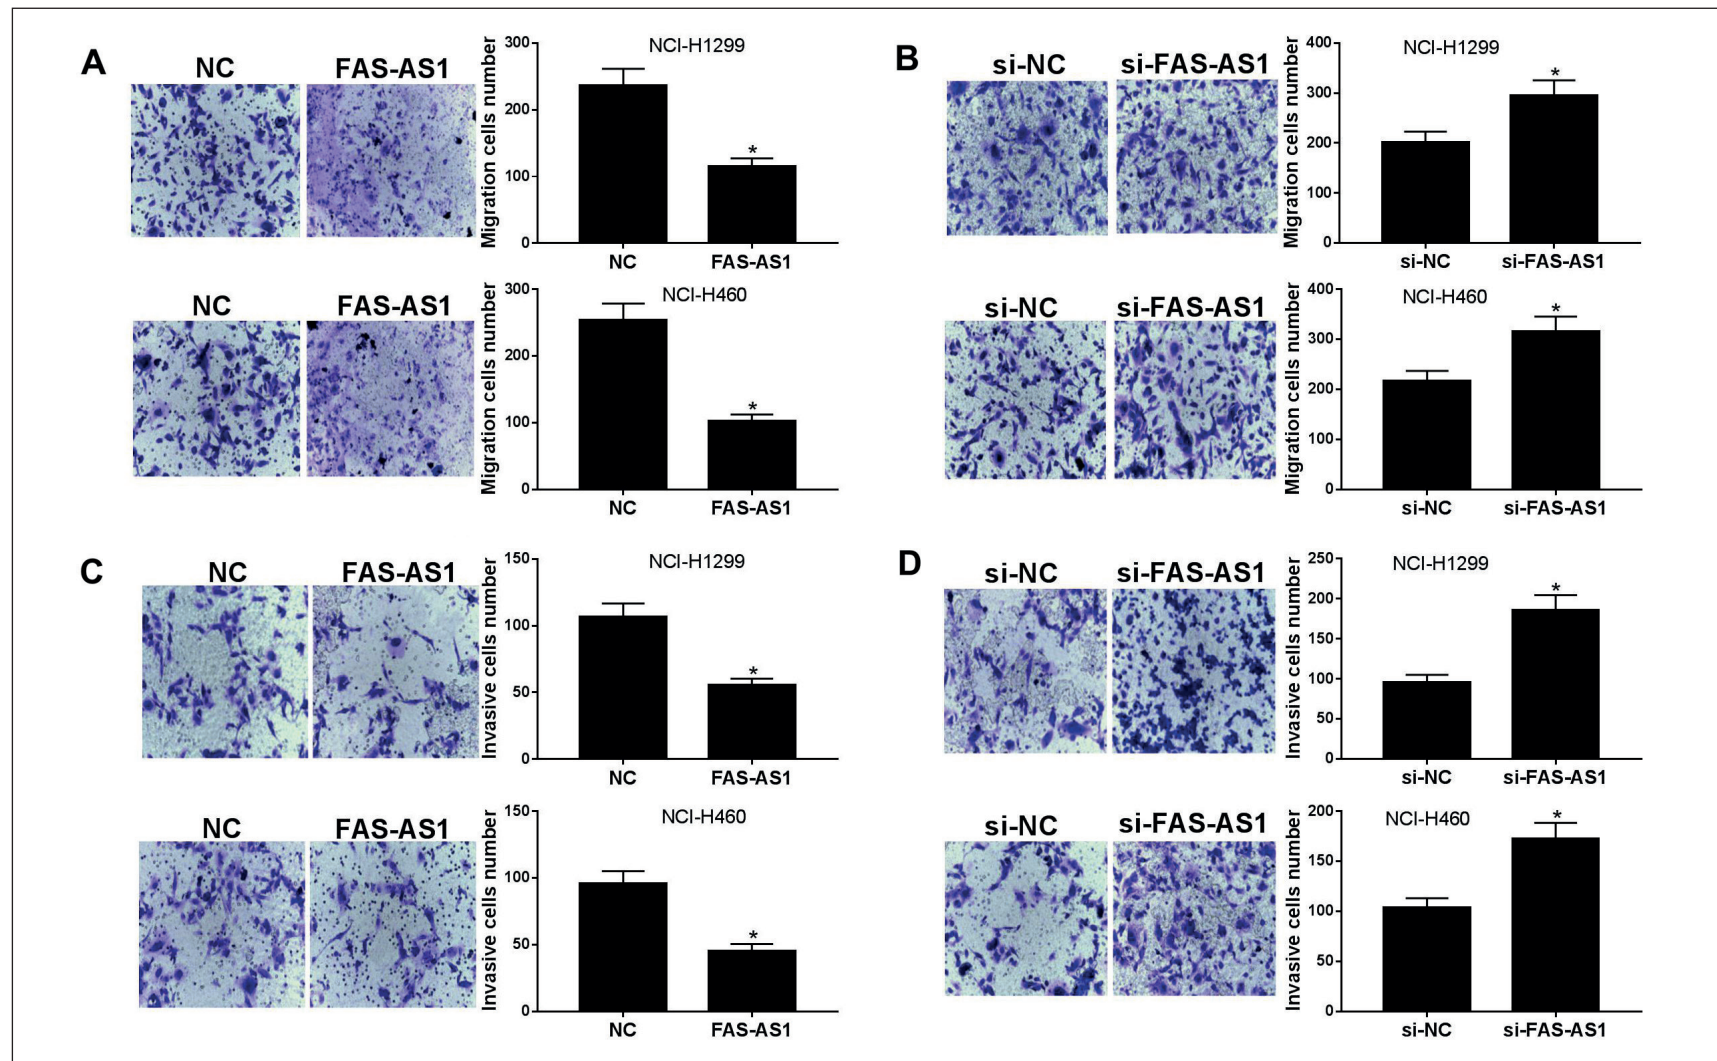 A
NC FAS-AS1
Migration cells number
300
200
100
0
NCI-H1299
*
NC FAS-AS1
NC FAS-AS1
Migration cells number
300
200
100
0
NCI-H460
*
NC FAS-AS1
B
si-NC si-FAS-AS1
Migration cells number
400
300
200
100
0
NCI-H1299
*
si-NC si-FAS-AS1
si-NC si-FAS-AS1
Migration cells number
400
300
200
100
0
NCI-H460
*
si-NC si-FAS-AS1
C
NC FAS-AS1
Invasive cells number
150
100
50
0
NCI-H1299
*
NC FAS-AS1
NC FAS-AS1
Invasive cells number
150
100
50
0
NCI-H460
*
NC FAS-AS1
D
si-NC si-FAS-AS1
Invasive cells number
250
200
150
100
50
0
NCI-H1299
*
si-NC si-FAS-AS1
si-NC si-FAS-AS1
Invasive cells number
200
150
100
50
0
NCI-H460
*
si-NC si-FAS-AS1